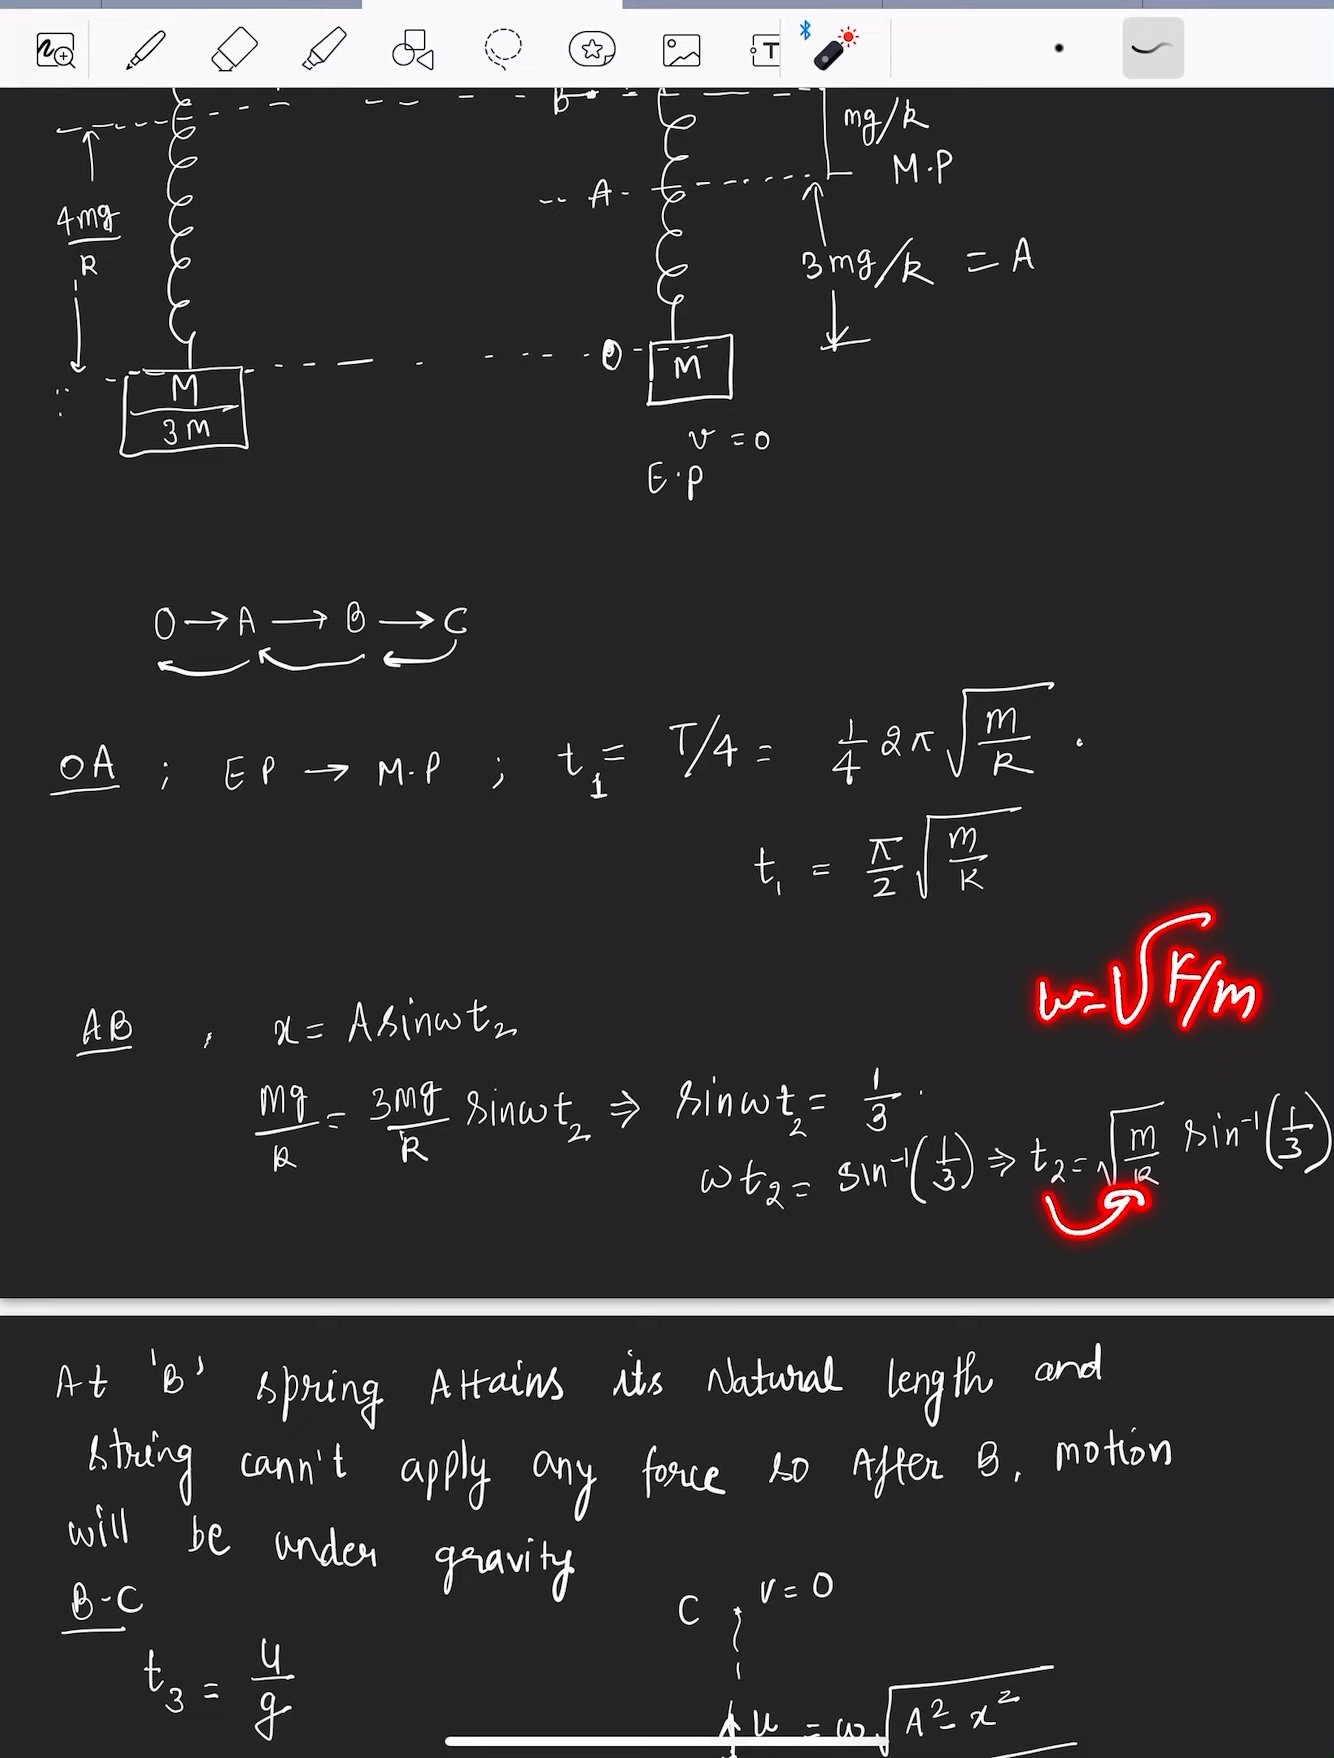 B
mg/k
M.P
A
4mg/k
3mg/k = A
O
M
M
3M
v = 0
E.P
O → A → B → C
OA ; EP → M.P ; t₁ = T/4 = 1/4 2π √(m/k) .
t₁ = π/2 √(m/k)
w = √K/m
AB , x = A sin ωt₂
mg/k = 3mg/k sin ωt₂ ⇒ sin ωt₂ = 1/3 .
ωt₂ = sin⁻¹(1/3) ⇒ t₂ = √(m/k) sin⁻¹(1/3)
At 'B' spring Attains its Natural length and
string cann't apply any force so After B, motion
will be under gravity
B-C
C v = 0
t₃ = u/g
u = ω√(A² - x²)